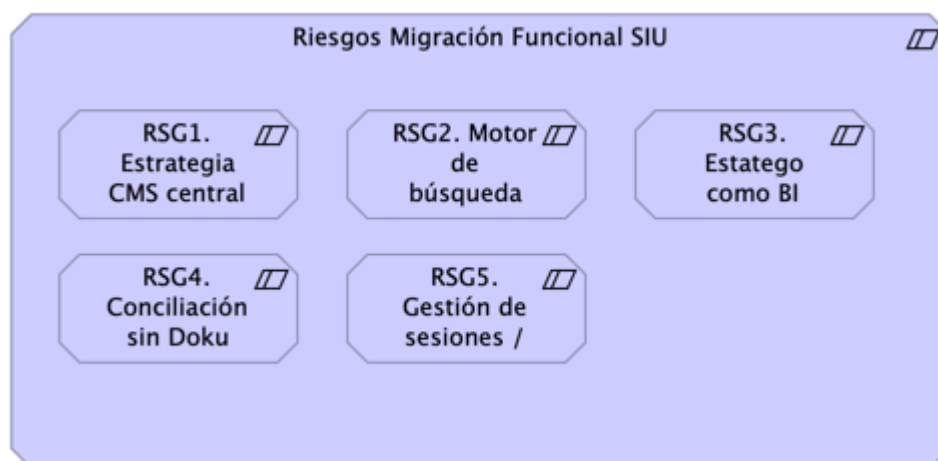 Riesgos Migración Funcional SIU
RSG1.
Estrategia
CMS central
RSG2. Motor
de
búsqueda
RSG3.
Estatego
como BI
RSG4.
Conciliación
sin Doku
RSG5.
Gestión de
sesiones /